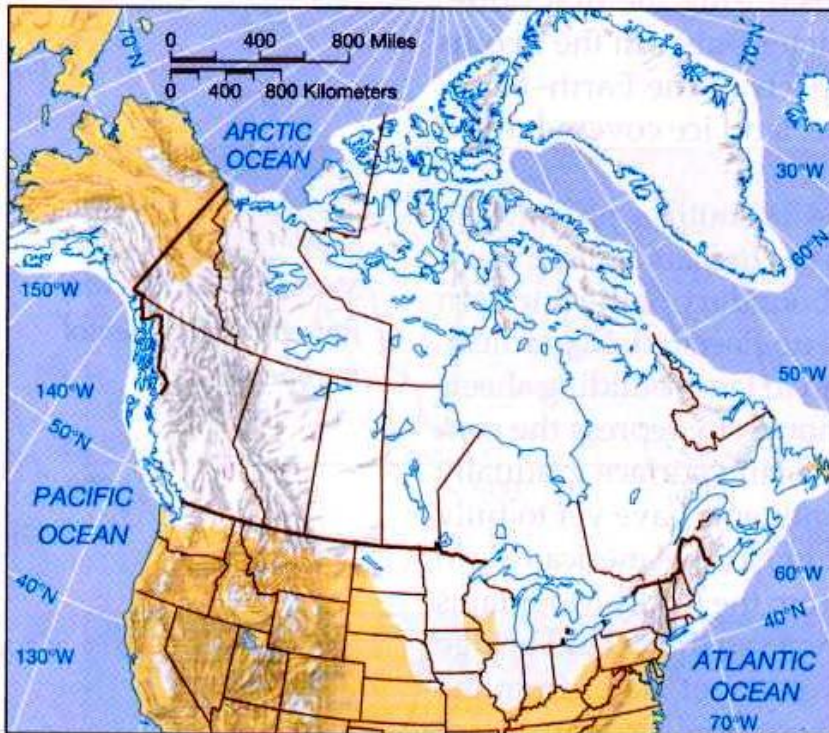 70°N
0 400 800 Miles
0 400 800 Kilometers
ARCTIC
OCEAN
70°N
30°W
60°N
150°W
50°W
140°W
50°N
PACIFIC
OCEAN
60°W
40°N
40°N
130°W
ATLANTIC
OCEAN
70°W